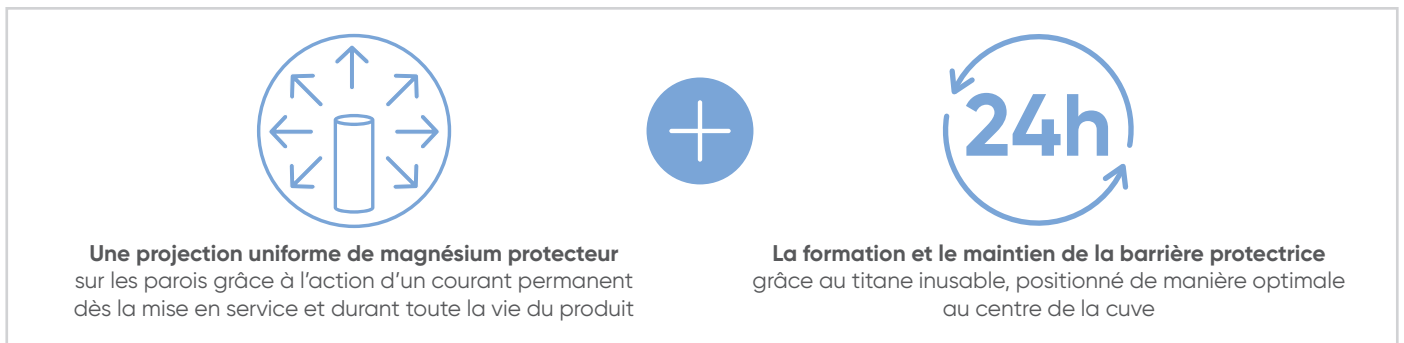 24h
Une projection uniforme de magnésium protecteur
sur les parois grâce à l’action d’un courant permanent
dès la mise en service et durant toute la vie du produit
La formation et le maintien de la barrière protectrice
grâce au titane inusable, positionné de manière optimale
au centre de la cuve